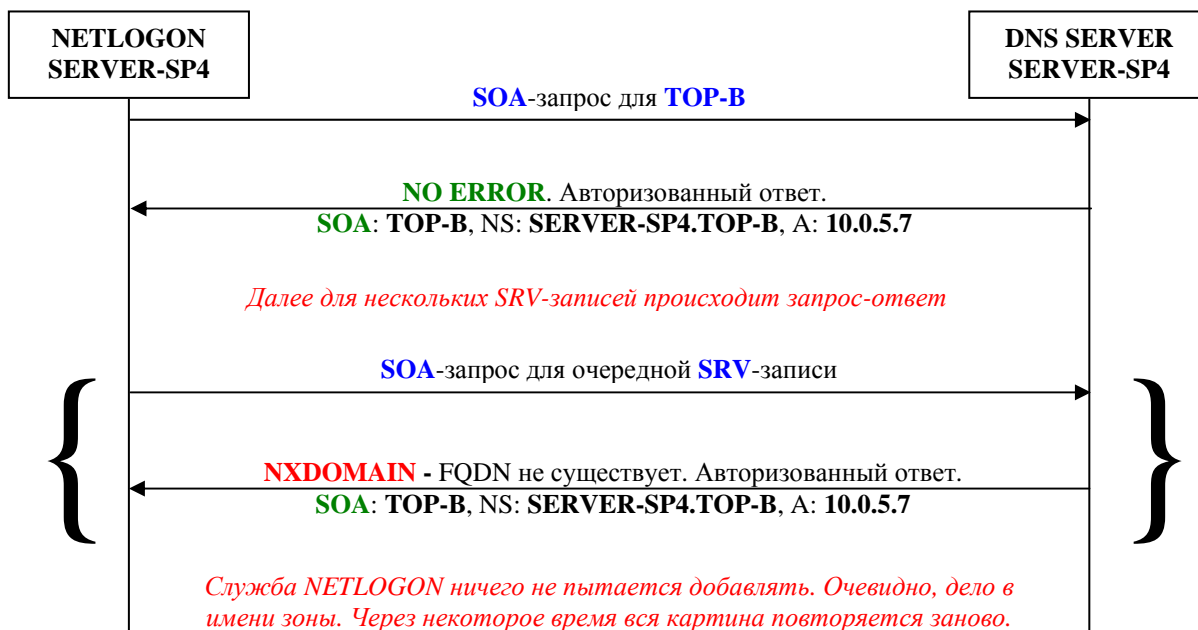 NETLOGON
SERVER-SP4
DNS SERVER
SERVER-SP4
SOA-запрос для TOP-B
NO ERROR. Авторизованный ответ.
SOA: TOP-B, NS: SERVER-SP4.TOP-B, A: 10.0.5.7
Далее для нескольких SRV-записей происходит запрос-ответ
SOA-запрос для очередной SRV-записи
NXDOMAIN - FQDN не существует. Авторизованный ответ.
SOA: TOP-B, NS: SERVER-SP4.TOP-B, A: 10.0.5.7
Служба NETLOGON ничего не пытается добавлять. Очевидно, дело в
имени зоны. Через некоторое время вся картина повторяется заново.